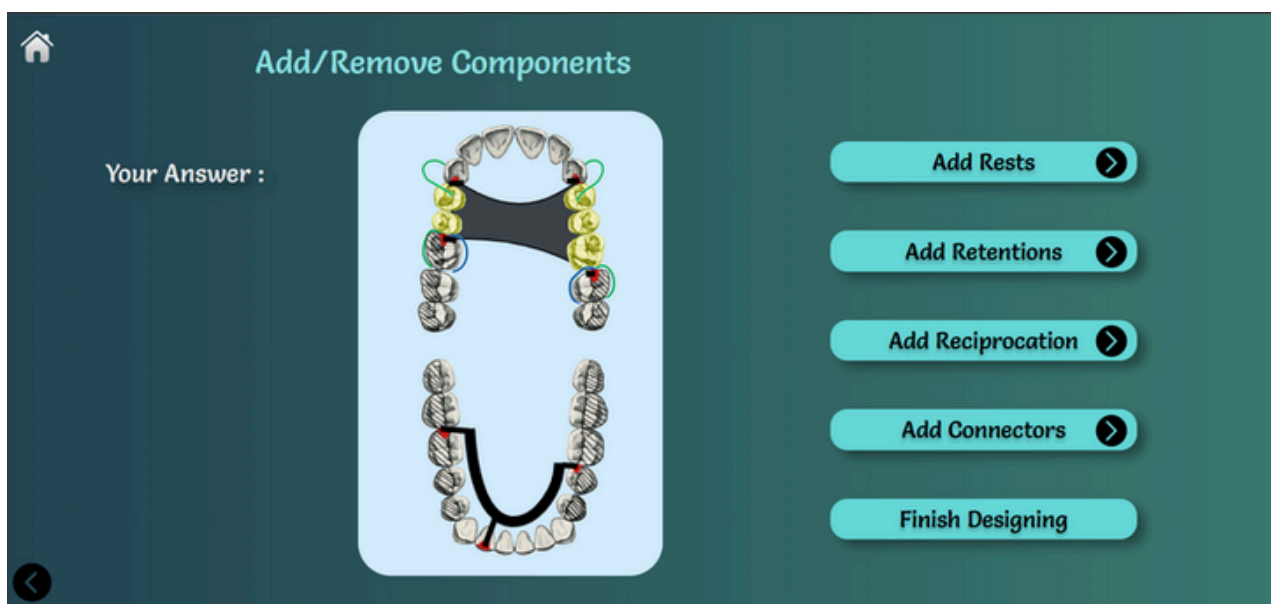 Add/Remove Components
Your Answer :
Add Rests
Add Retentions
Add Reciprocation
Add Connectors
Finish Designing